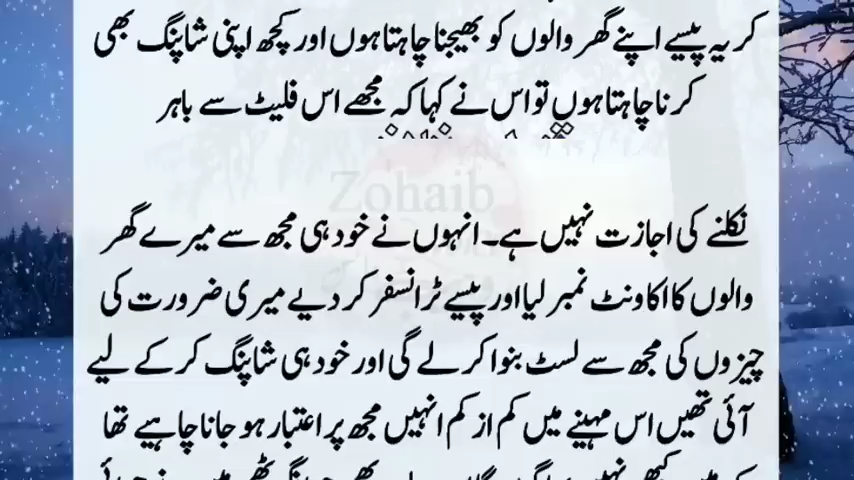 کر یہ پیسے اپنے گھر والوں کو بھیجنا چاہتا ہوں اور کچھ اپنی شاپنگ بھی
کرنا چاہتا ہوں تو اس نے کہا کہ مجھے اس فلیٹ سے باہر
Zohaib
نکلنے کی اجازت نہیں ہے۔ انہوں نے خود ہی مجھ سے میرے گھر
والوں کا اکاونٹ نمبر لیا اور پیسے ٹرانسفر کر دیے میری ضرورت کی
چیزوں کی مجھ سے لسٹ بنوا کر لے گی اور خود ہی شاپنگ کر کے لیے
آئی تھیں اس مہینے میں کم از کم انہیں مجھ پر اعتبار ہو جانا چاہیے تھا